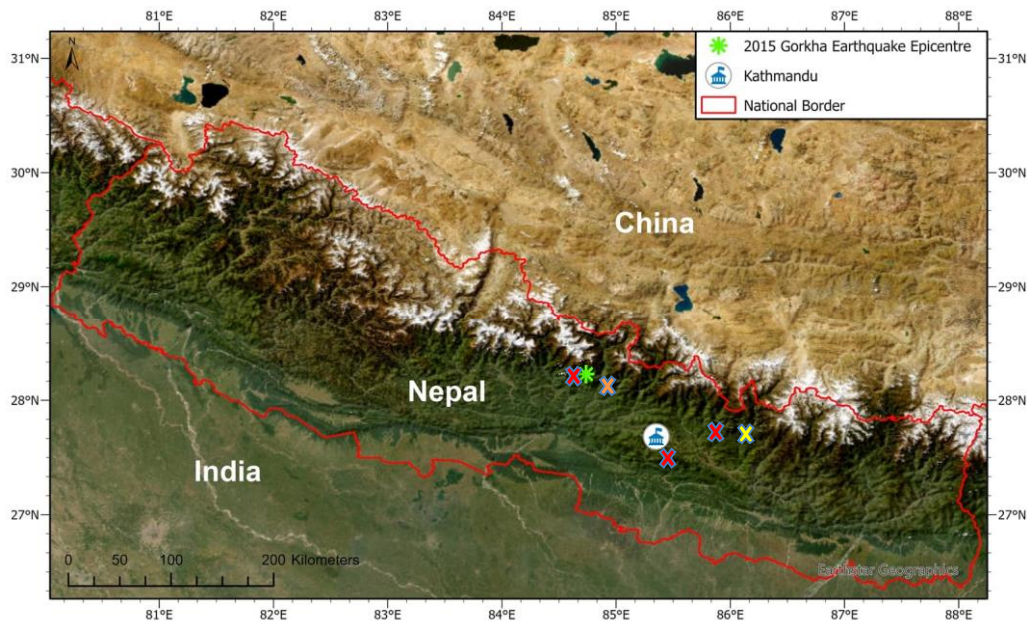 81°E 82°E 83°E 84°E 85°E 86°E 87°E 88°E
N
2015 Gorkha Earthquake Epicentre
Kathmandu
National Border
31°N 31°N
30°N 30°N
China
29°N 29°N
Nepal
28°N 28°N
India
27°N 27°N
0 50 100 200 Kilometers
Earthstar Geographics
81°E 82°E 83°E 84°E 85°E 86°E 87°E 88°E